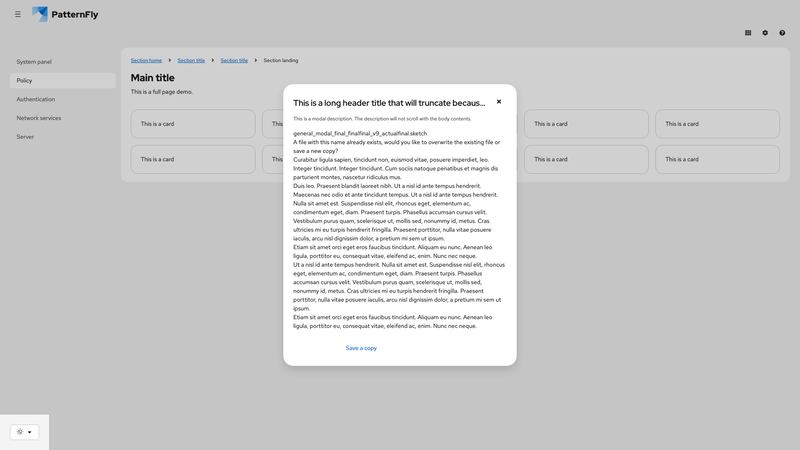 PatternFly
System panel
Policy
Authentication
Network services
Server
Section home
Section title
Section title
Section landing
Main title
This is a full page demo.
This is a card
This is a card
This is a card
This is a card
This is a card
This is a card
This is a long header title that will truncate becaus...
This is a modal description. The description will not scroll with the body contents.
general_modal_final_finalfinal_v9_actualfinal.sketch
A file with this name already exists, would you like to overwrite the existing file or
save a new copy?
Curabitur ligula sapien, tincidunt non, euismod vitae, posuere imperdiet, leo.
Integer tincidunt. Integer tincidunt. Cum sociis natoque penatibus et magnis dis
parturient montes, nascetur ridiculus mus.
Duis leo. Praesent blandit laoreet nibh. Ut a nisl id ante tempus hendrerit.
Maecenas nec odio et ante tincidunt tempus. Ut a nisl id ante tempus hendrerit.
Nulla sit amet est. Suspendisse nisl elit, rhoncus eget, elementum ac,
condimentum eget, diam. Praesent turpis. Phasellus accumsan cursus velit.
Vestibulum purus quam, scelerisque ut, mollis sed, nonummy id, metus. Cras
ultricies mi eu turpis hendrerit fringilla. Praesent porttitor, nulla vitae posuere
iaculis, arcu nisl dignissim dolor, a pretium mi sem ut ipsum.
Etiam sit amet orci eget eros faucibus tincidunt. Aliquam eu nunc. Aenean leo
ligula, porttitor eu, consequat vitae, eleifend ac, enim. Nunc nec neque.
Ut a nisl id ante tempus hendrerit. Nulla sit amet est. Suspendisse nisl elit, rhoncus
eget, elementum ac, condimentum eget, diam. Praesent turpis. Phasellus
accumsan cursus velit. Vestibulum purus quam, scelerisque ut, mollis sed,
nonummy id, metus. Cras ultricies mi eu turpis hendrerit fringilla. Praesent
porttitor, nulla vitae posuere iaculis, arcu nisl dignissim dolor, a pretium mi sem ut
ipsum.
Etiam sit amet orci eget eros faucibus tincidunt. Aliquam eu nunc. Aenean leo
ligula, porttitor eu, consequat vitae, eleifend ac, enim. Nunc nec neque.
Save a copy